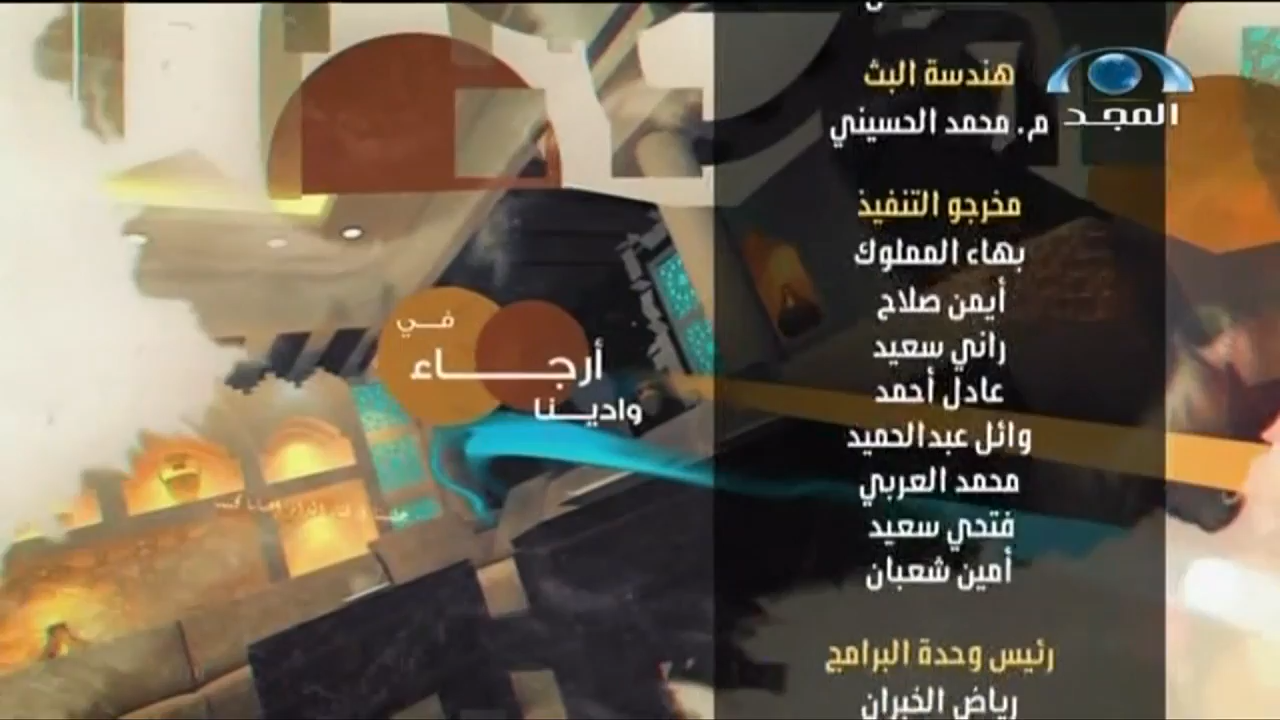 هندسة البث
م. محمد الحسيني
المجد
مخرجو التنفيذ
بهاء المملوك
أيمن صلاح
راني سعيد
عادل أحمد
وائل عبدالحميد
محمد العربي
فتحي سعيد
أمين شعبان
رئيس وحدة البرامج
رياض الخبران
في
أرجاء
وادينا